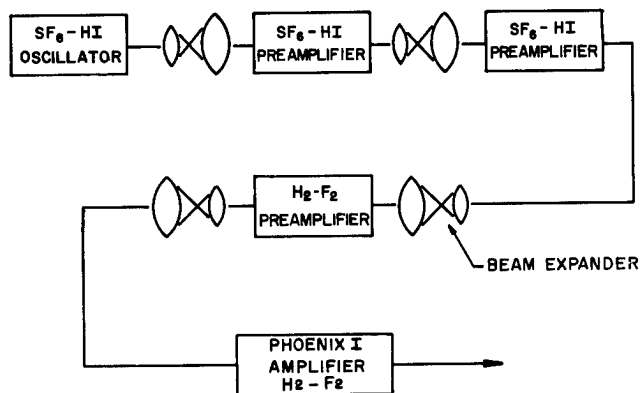 SF6-HI
OSCILLATOR
SF6-HI
PREAMPLIFIER
SF6-HI
PREAMPLIFIER
H2-F2
PREAMPLIFIER
BEAM EXPANDER
PHOENIX I
AMPLIFIER
H2-F2